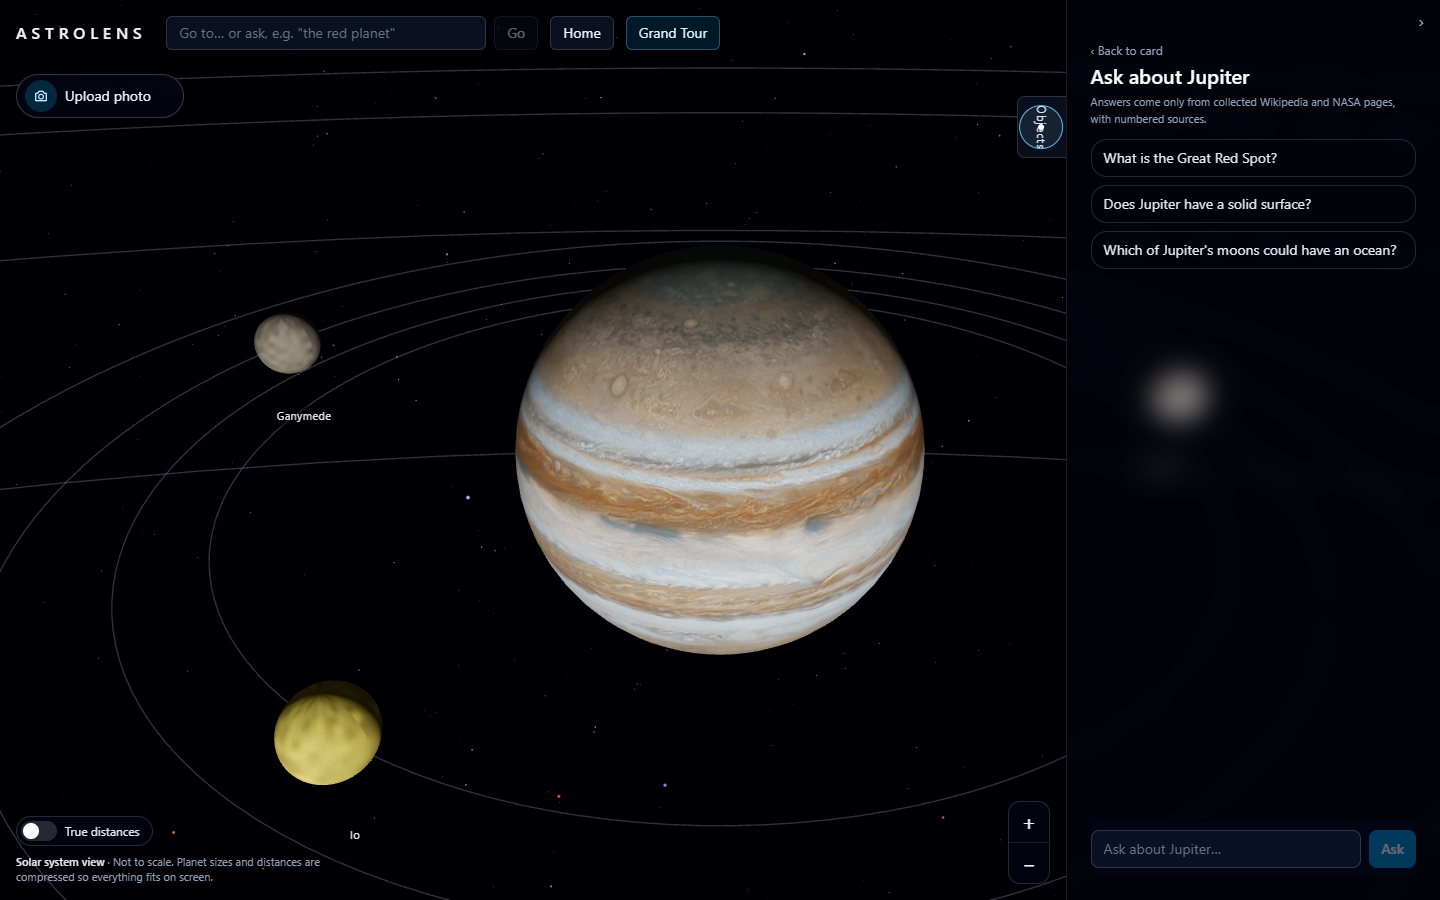 ASTROLENS
Go to... or ask, e.g. "the red planet"
Go
Home
Grand Tour
Upload photo
Objects
Ganymede
Io
True distances
Solar system view · Not to scale. Planet sizes and distances are
compressed so everything fits on screen.
+
−
›
‹ Back to card
Ask about Jupiter
Answers come only from collected Wikipedia and NASA pages,
with numbered sources.
What is the Great Red Spot?
Does Jupiter have a solid surface?
Which of Jupiter's moons could have an ocean?
Ask about Jupiter...
Ask